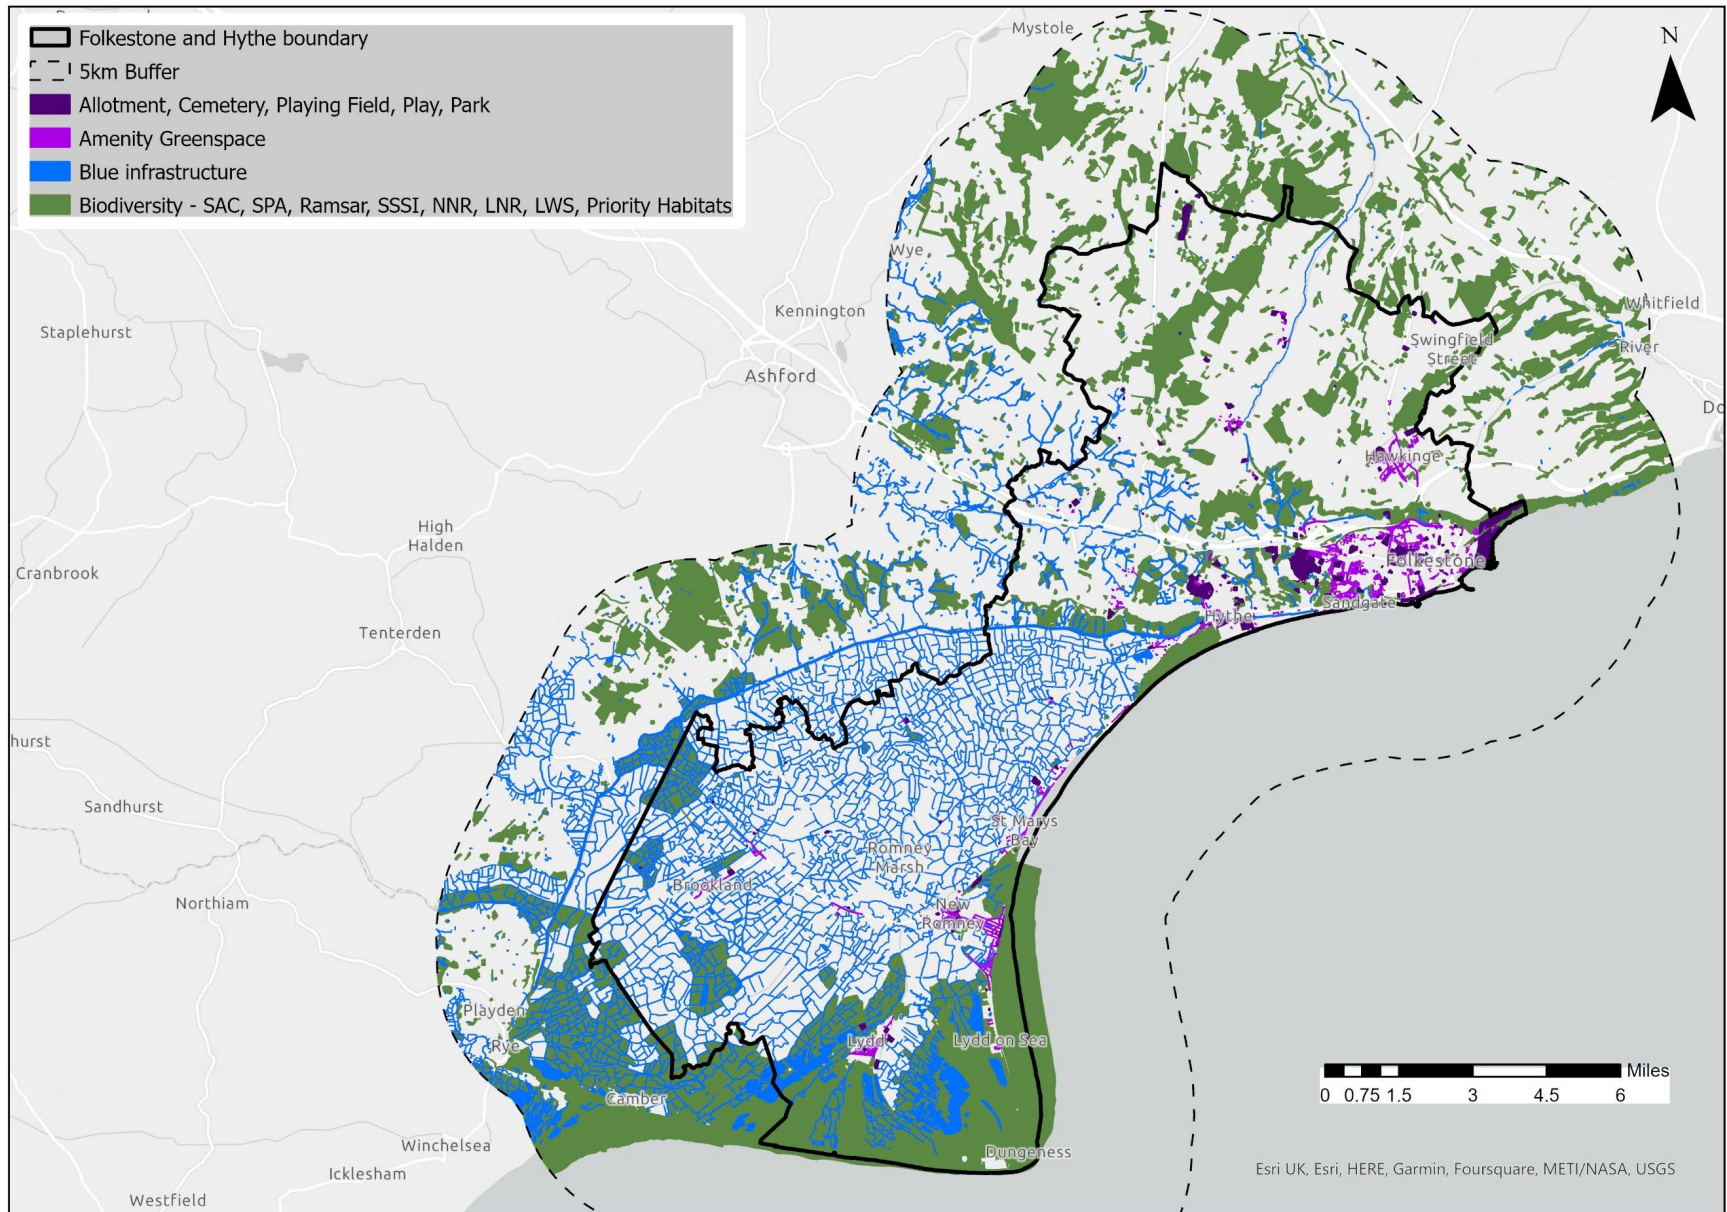 Mystole
Folkestone and Hythe boundary
5km Buffer
Allotment, Cemetery, Playing Field, Play, Park
Amenity Greenspace
Blue infrastructure
Biodiversity - SAC, SPA, Ramsar, SSSI, NNR, LNR, LWS, Priority Habitats
N
Wye
Kennington
Whitfield
Staplehurst
Swingfield
Street
River
Ashford
Do
Hawkinge
High
Halden
Folkestone
Cranbrook
Sandgate
Hythe
Tenterden
hurst
Sandhurst
St Marys
Bay
Romney
Marsh
Brookland
Northiam
New
Romney
Playden
Rye
Lydd
Lydd on Sea
Miles
0 0.75 1.5 3 4.5 6
Camber
Winchelsea
Dungeness
Icklesham
Esri UK, Esri, HERE, Garmin, Foursquare, METI/NASA, USGS
Westfield